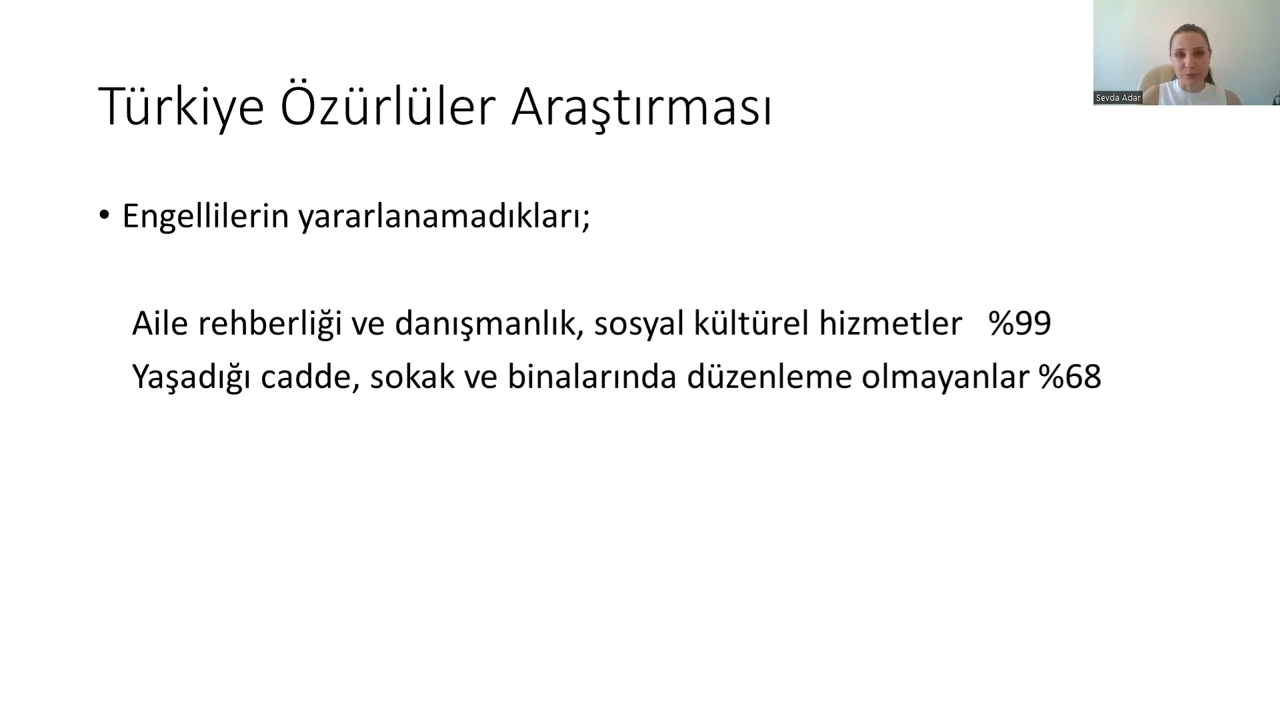 Türkiye Özürlüler Araştırması
Sevda Adar
• Engellilerin yararlanamadıkları;
Aile rehberliği ve danışmanlık, sosyal kültürel hizmetler %99
Yaşadığı cadde, sokak ve binalarında düzenleme olmayanlar %68